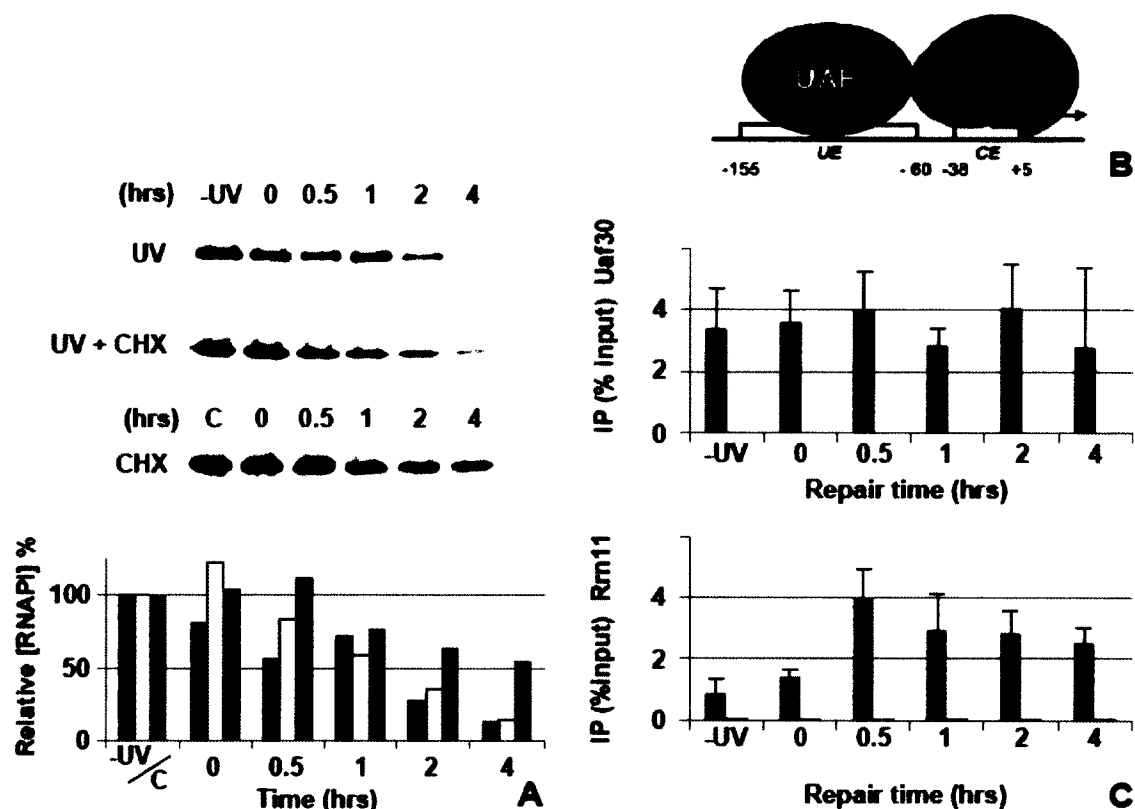 (hrs) -UV 0 0.5 1 2 4
UV
UV + CHX
(hrs) C 0 0.5 1 2 4
CHX
Relative [RNAPI] %
100
50
0
-UV/C 0 0.5 1 2 4
Time (hrs)
A
UAF
UE CE
-155 -60 -38 +5
B
IP (% Input) Uaf30
4
2
0
-UV 0 0.5 1 2 4
Repair time (hrs)
IP (%Input) Rrn11
4
2
0
-UV 0 0.5 1 2 4
Repair time (hrs)
C